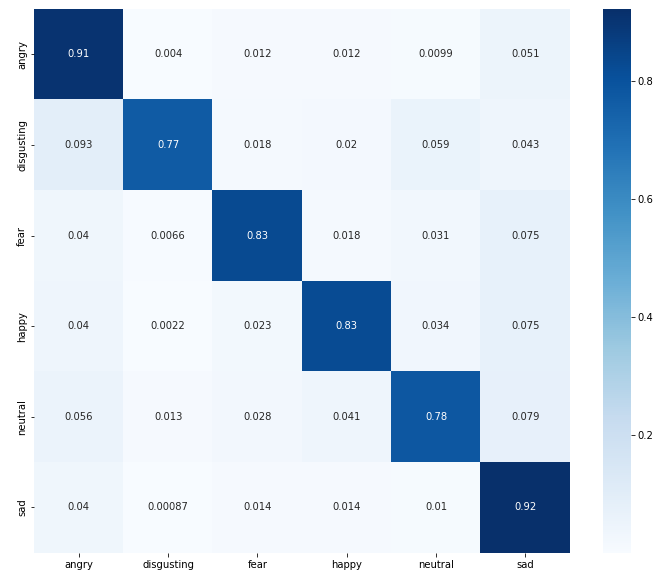 angry 0.91 0.004 0.012 0.012 0.0099 0.051
disgusting 0.093 0.77 0.018 0.02 0.059 0.043
fear 0.04 0.0066 0.83 0.018 0.031 0.075
happy 0.04 0.0022 0.023 0.83 0.034 0.075
neutral 0.056 0.013 0.028 0.041 0.78 0.079
sad 0.04 0.00087 0.014 0.014 0.01 0.92
angry disgusting fear happy neutral sad
0.8
0.6
0.4
0.2